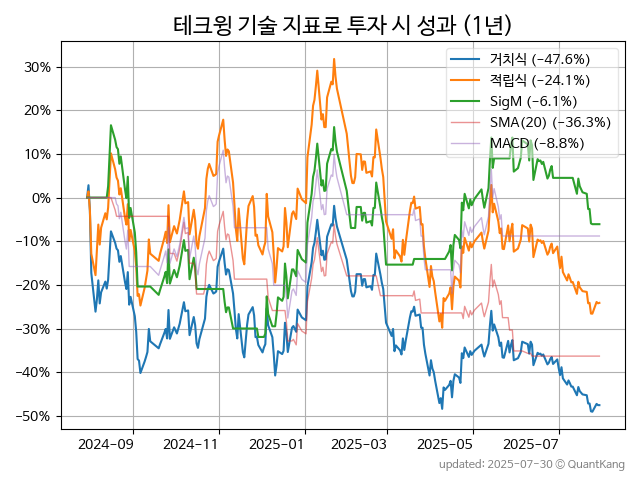 테크윙 기술 지표로 투자 시 성과 (1년)
거치식 (−47.6%)
적립식 (−24.1%)
SigM (−6.1%)
SMA(20) (−36.3%)
MACD (−8.8%)
30%
20%
10%
0%
−10%
−20%
−30%
−40%
−50%
2024-09 2024-11 2025-01 2025-03 2025-05 2025-07
updated: 2025-07-30 © QuantKang